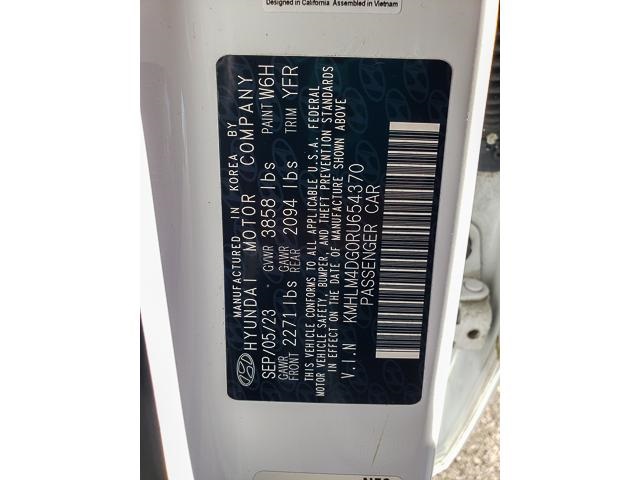 Designed in California Assembled in Vietnam
MANUFACTURED IN KOREA BY
HYUNDAI MOTOR COMPANY
SEP/05/23 GVWR 3858 lbs PAINT W6H
GAWR FRONT 2271 lbs GAWR REAR 2094 lbs TRIM YFR
THIS VEHICLE CONFORMS TO ALL APPLICABLE U.S.A. FEDERAL
MOTOR VEHICLE SAFETY, BUMPER, AND THEFT PREVENTION STANDARDS
IN EFFECT ON THE DATE OF MANUFACTURE SHOWN ABOVE
V.I.N KMHLM4DG0RU654370
PASSENGER CAR